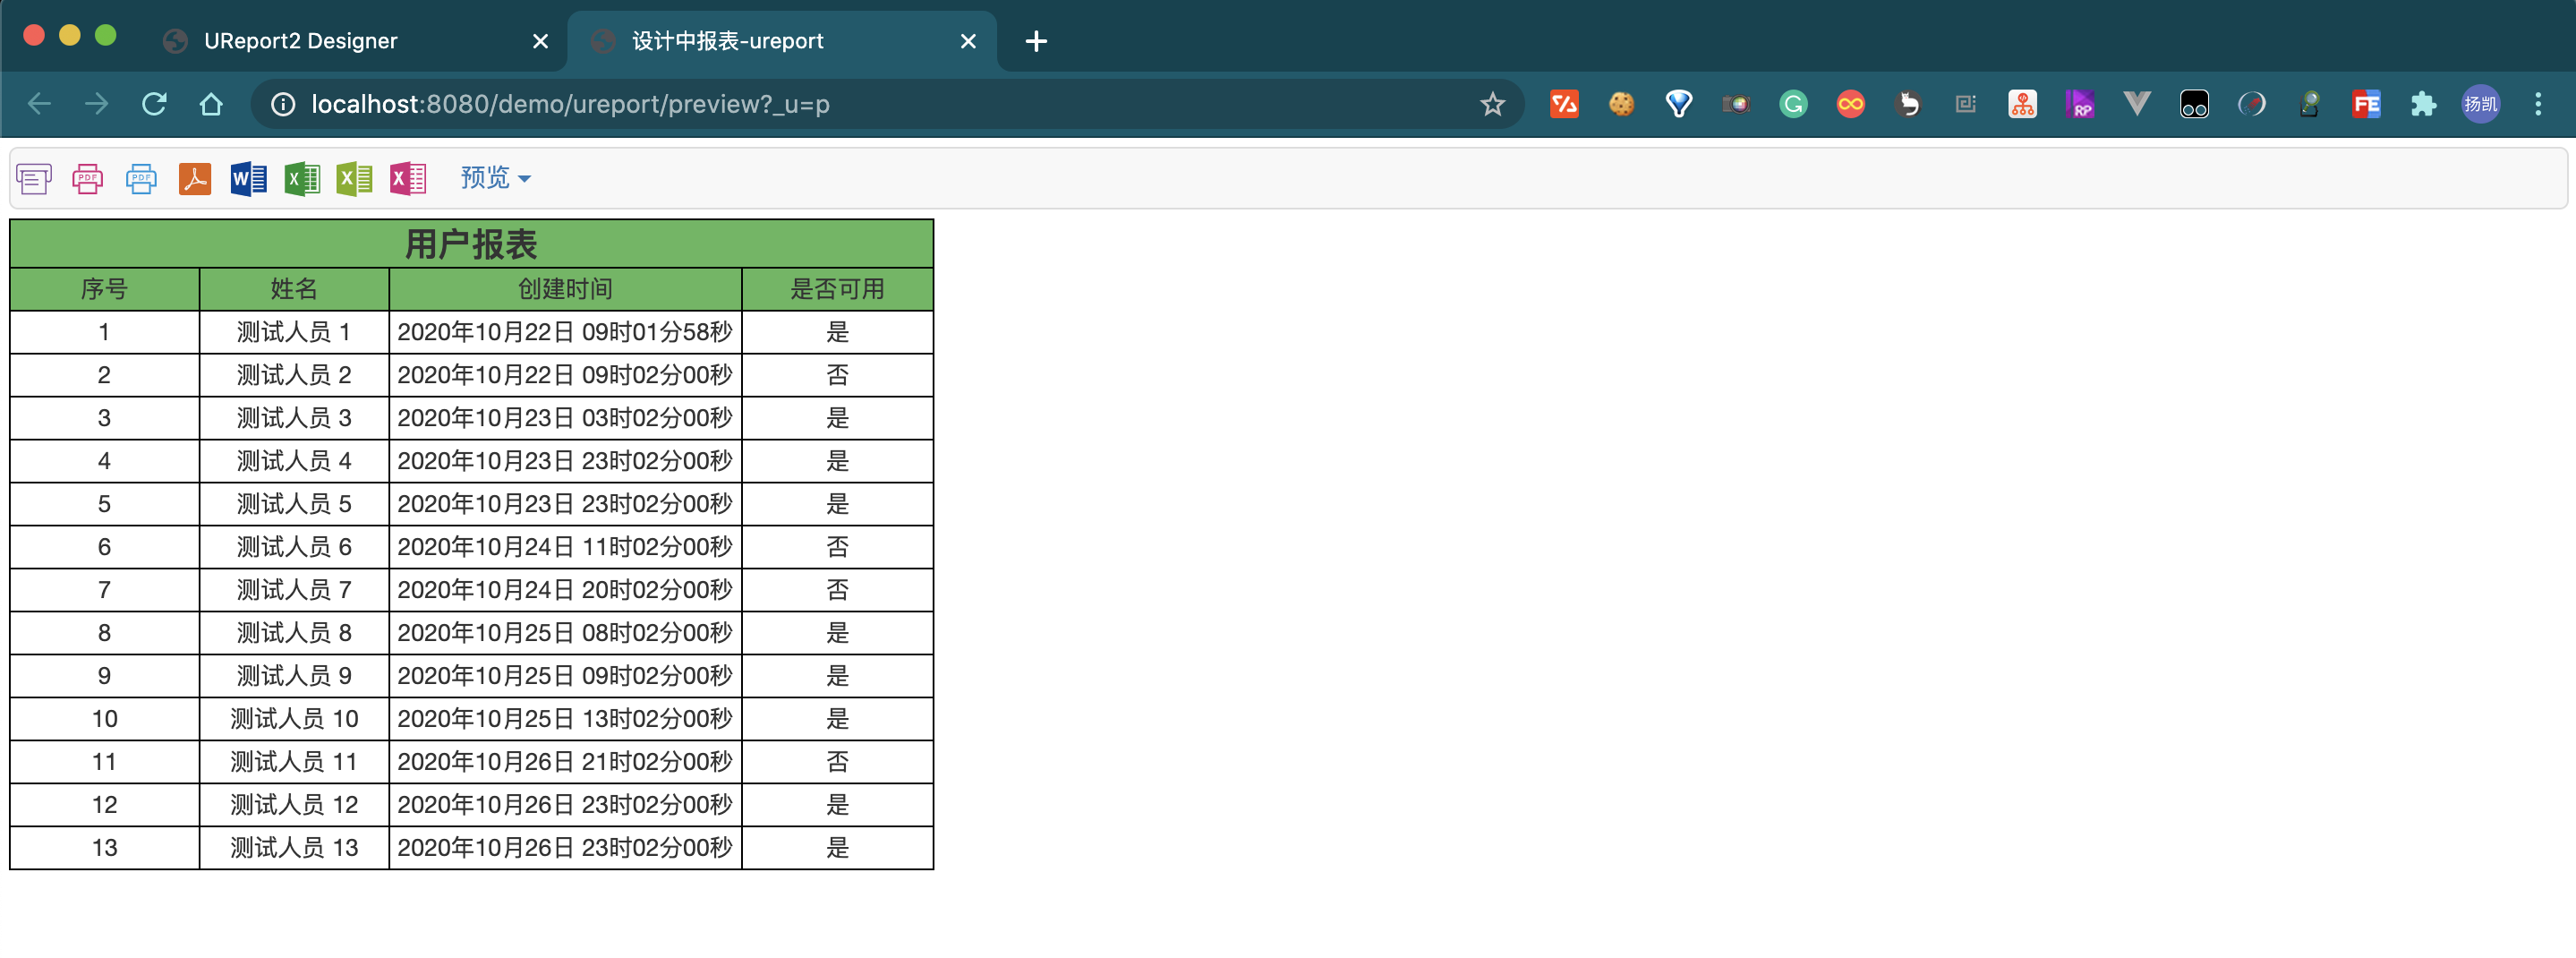 UReport2 Designer
设计中报表-ureport
localhost:8080/demo/ureport/preview?_u=p
扬凯
预览
用户报表
序号 姓名 创建时间 是否可用
1 测试人员 1 2020年10月22日 09时01分58秒 是
2 测试人员 2 2020年10月22日 09时02分00秒 否
3 测试人员 3 2020年10月23日 03时02分00秒 是
4 测试人员 4 2020年10月23日 23时02分00秒 是
5 测试人员 5 2020年10月23日 23时02分00秒 是
6 测试人员 6 2020年10月24日 11时02分00秒 否
7 测试人员 7 2020年10月24日 20时02分00秒 否
8 测试人员 8 2020年10月25日 08时02分00秒 是
9 测试人员 9 2020年10月25日 09时02分00秒 是
10 测试人员 10 2020年10月25日 13时02分00秒 是
11 测试人员 11 2020年10月26日 21时02分00秒 否
12 测试人员 12 2020年10月26日 23时02分00秒 是
13 测试人员 13 2020年10月26日 23时02分00秒 是